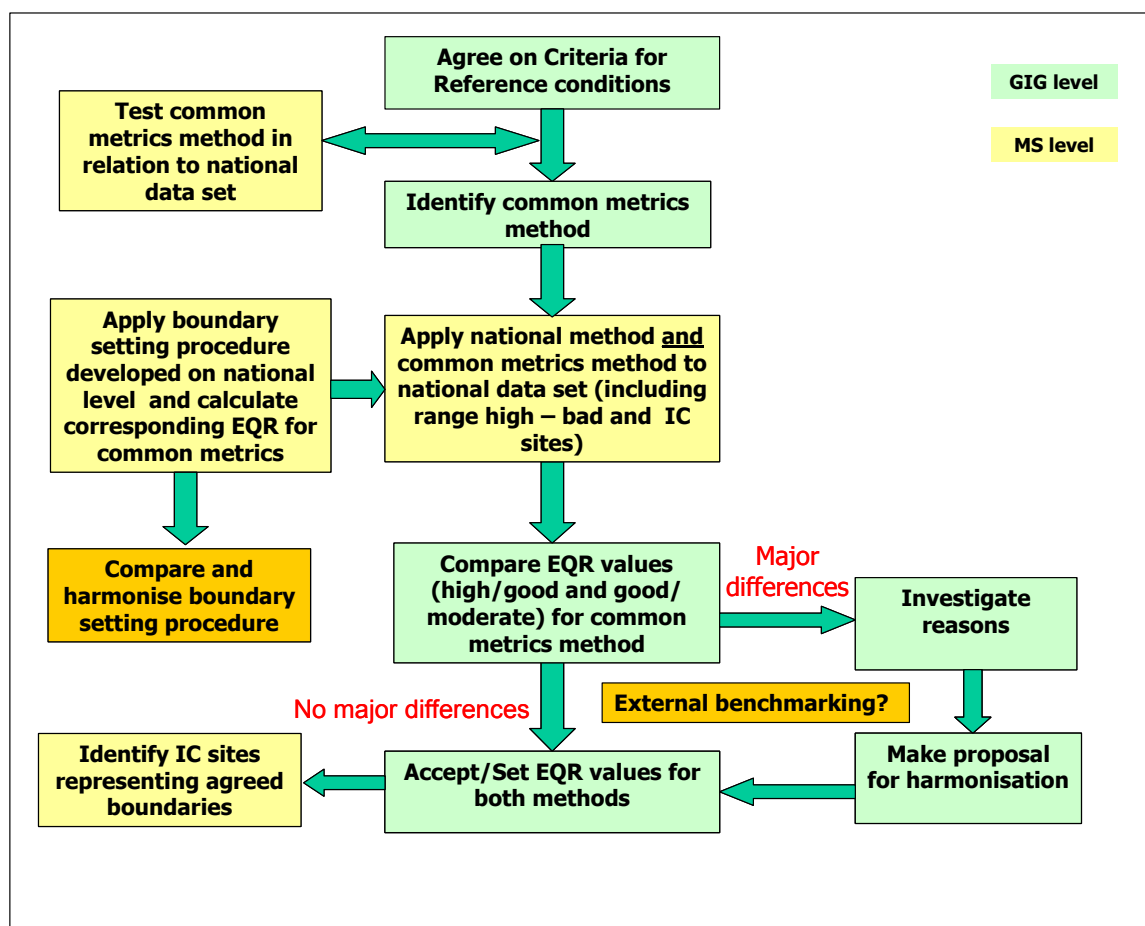 Agree on Criteria for
Reference conditions
GIG level
MS level
Test common
metrics method in
relation to national
data set
Identify common metrics
method
Apply boundary
setting procedure
developed on national
level and calculate
corresponding EQR for
common metrics
Apply national method and
common metrics method to
national data set (including
range high – bad and IC
sites)
Compare and
harmonise boundary
setting procedure
Compare EQR values
(high/good and good/
moderate) for common
metrics method
Major
differences
Investigate
reasons
No major differences
External benchmarking?
Make proposal
for harmonisation
Identify IC sites
representing agreed
boundaries
Accept/Set EQR values for
both methods